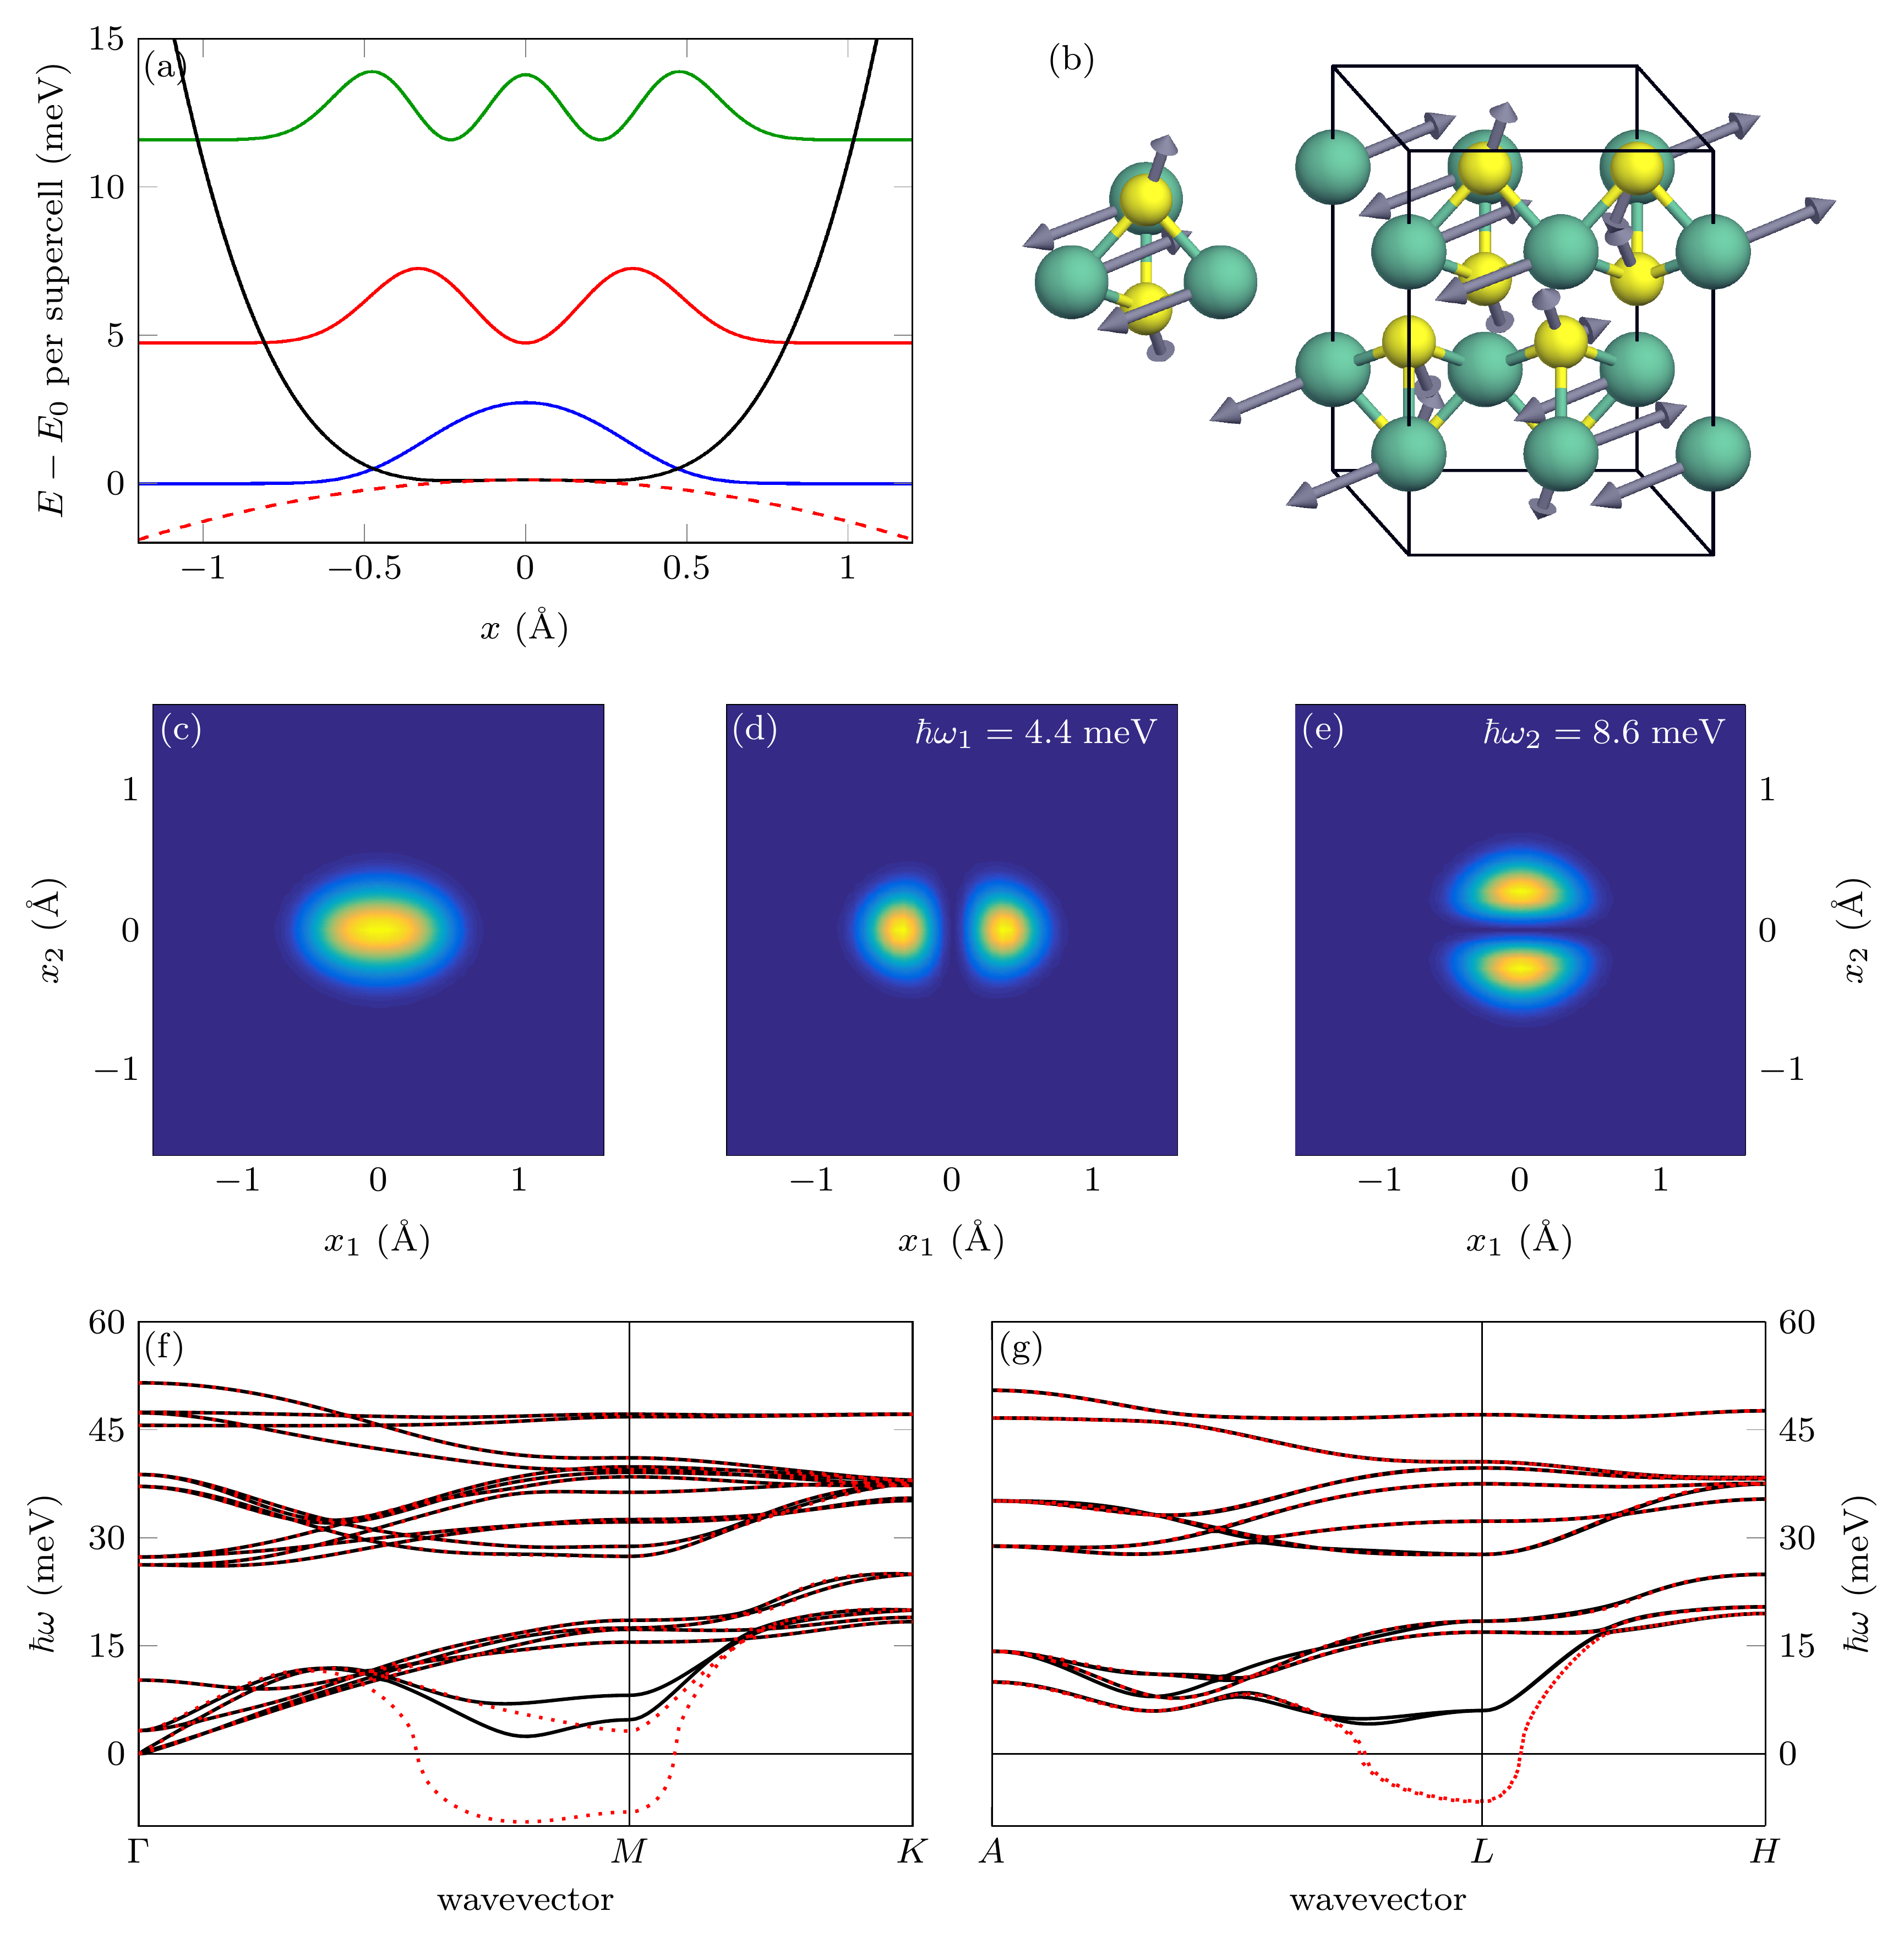 (a)
15
10
5
0
E − E₀ per supercell (meV)
−1 −0.5 0 0.5 1
x (Å)
(b)
(c)
(d) ℏω₁ = 4.4 meV
(e) ℏω₂ = 8.6 meV
1
0
−1
x₂ (Å)
1
0
−1
x₂ (Å)
−1 0 1
−1 0 1
−1 0 1
x₁ (Å)
x₁ (Å)
x₁ (Å)
(f)
60
45
30
15
0
ℏω (meV)
Γ M K
wavevector
(g)
60
45
30
15
0
ℏω (meV)
A L H
wavevector